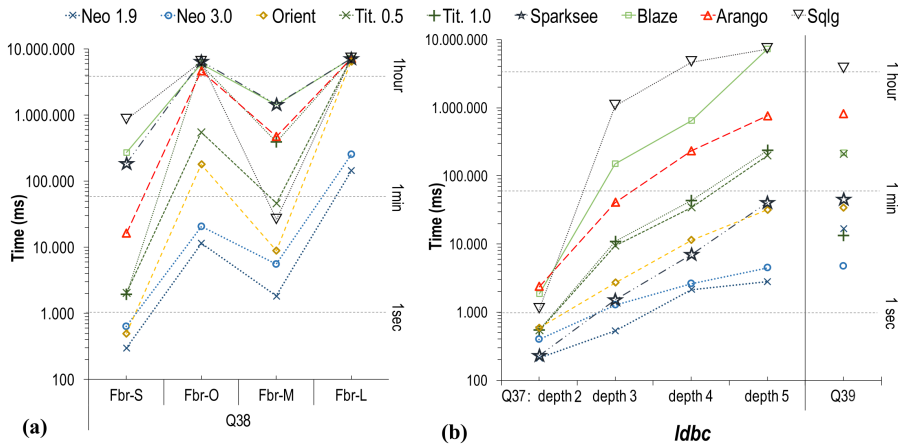 Neo 1.9 Neo 3.0 Orient Tit. 0.5 Tit. 1.0 Sparksee Blaze Arango Sqlg
Time (ms)
10.000.000
1.000.000
100.000
10.000
1.000
100
1hour
1min
1sec
Fbr-S Fbr-O Fbr-M Fbr-L
Q38
(a)
Time (ms)
10.000.000
1.000.000
100.000
10.000
1.000
100
1 hour
1 min
1 sec
Q37: depth 2 depth 3 depth 4 depth 5 Q39
(b)
ldbc